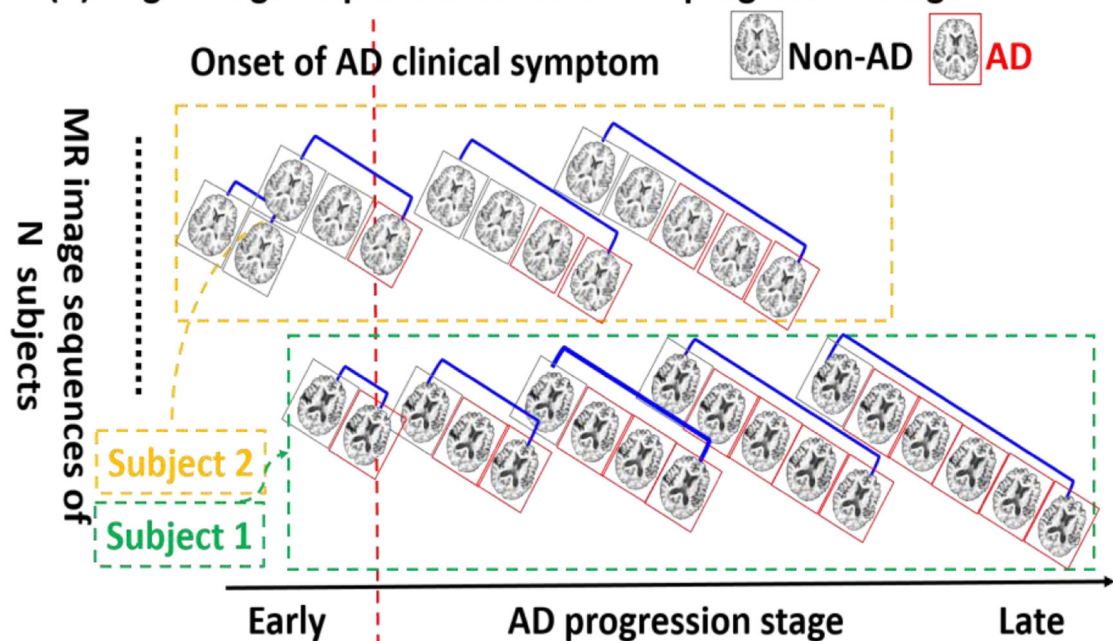 Onset of AD clinical symptom
Non-AD
AD
MR image sequences of
N subjects
Subject 2
Subject 1
Early
AD progression stage
Late